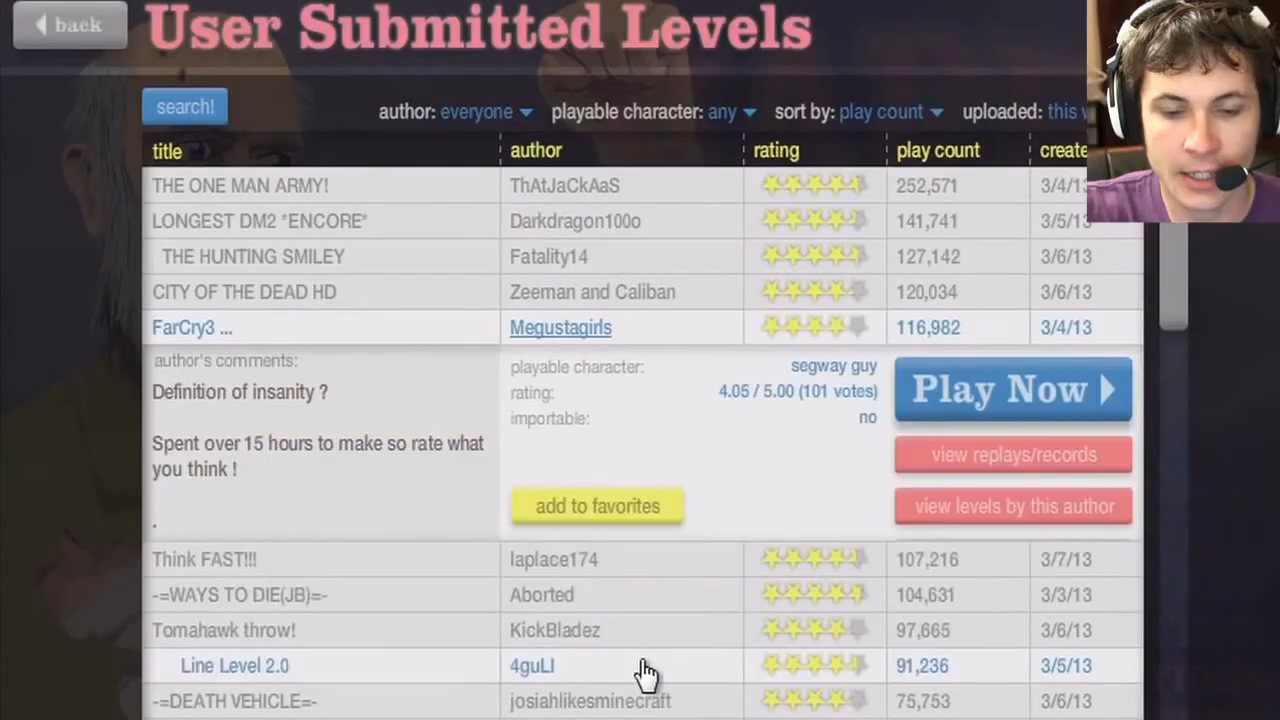 back
User Submitted Levels
search!
author: everyone playable character: any sort by: play count uploaded: this
title author rating play count create
THE ONE MAN ARMY! ThAtJaCkAaS 252,571 3/4/13
LONGEST DM2 *ENCORE* Darkdragon100o 141,741 3/5/13
THE HUNTING SMILEY Fatality14 127,142 3/6/13
CITY OF THE DEAD HD Zeeman and Caliban 120,034 3/6/13
FarCry3 ... Megustagirls 116,982 3/4/13
author's comments:
Definition of insanity ?
Spent over 15 hours to make so rate what
you think !
.
playable character: segway guy
rating: 4.05 / 5.00 (101 votes)
importable: no
add to favorites
Play Now
view replays/records
view levels by this author
Think FAST!!! laplace174 107,216 3/7/13
-=WAYS TO DIE(JB)=- Aborted 104,631 3/3/13
Tomahawk throw! KickBladez 97,665 3/6/13
Line Level 2.0 4guLI 91,236 3/5/13
-=DEATH VEHICLE=- josiahlikesminecraft 75,753 3/6/13